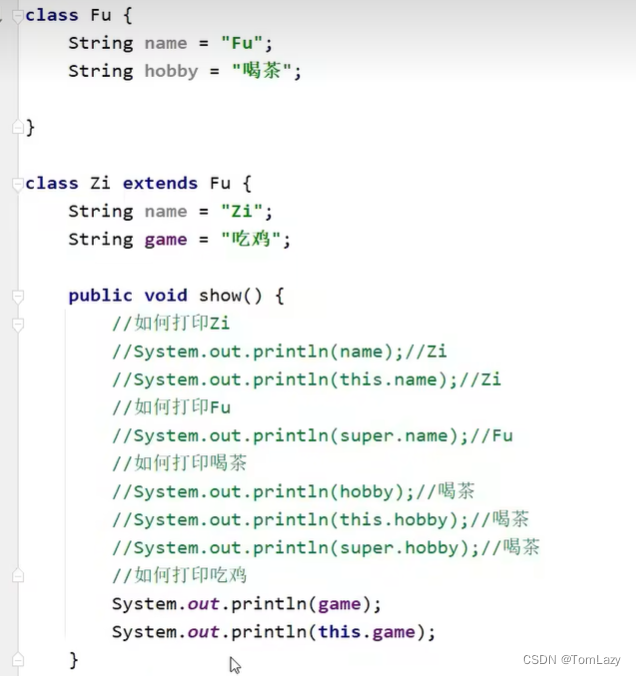 class Fu {
    String name = "Fu";
    String hobby = "喝茶";

}

class Zi extends Fu {
    String name = "Zi";
    String game = "吃鸡";

    public void show() {
        //如何打印Zi
        //System.out.println(name);//Zi
        //System.out.println(this.name);//Zi
        //如何打印Fu
        //System.out.println(super.name);//Fu
        //如何打印喝茶
        //System.out.println(hobby);//喝茶
        //System.out.println(this.hobby);//喝茶
        //System.out.println(super.hobby);//喝茶
        //如何打印吃鸡
        System.out.println(game);
        System.out.println(this.game);
    }
CSDN @TomLazy